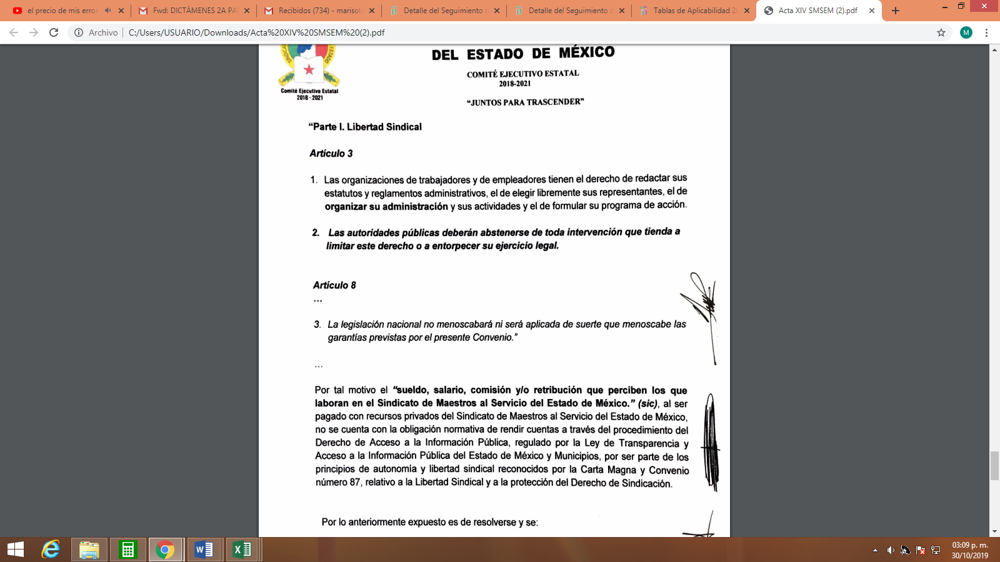 el precio de mis error
Fwd: DICTÁMENES 2A PA
Recibidos (734) - marisol.
Detalle del Seguimiento d
Detalle del Seguimiento d
Tablas de Aplicabilidad 20
Acta XIV SMSEM (2).pdf
Archivo
C:/Users/USUARIO/Downloads/Acta%20XIV%20SMSEM%20(2).pdf
M
ESTADO
Comité Ejecutivo Estatal
2018 - 2021
DEL ESTADO DE MÉXICO
COMITÉ EJECUTIVO ESTATAL
2018-2021
“JUNTOS PARA TRASCENDER”
“Parte I. Libertad Sindical
Artículo 3
1. Las organizaciones de trabajadores y de empleadores tienen el derecho de redactar sus
estatutos y reglamentos administrativos, el de elegir libremente sus representantes, el de
organizar su administración y sus actividades y el de formular su programa de acción.
2. Las autoridades públicas deberán abstenerse de toda intervención que tienda a
limitar este derecho o a entorpecer su ejercicio legal.
Artículo 8
...
3. La legislación nacional no menoscabará ni será aplicada de suerte que menoscabe las
garantías previstas por el presente Convenio.”
...
Por tal motivo el “sueldo, salario, comisión y/o retribución que perciben los que
laboran en el Sindicato de Maestros al Servicio del Estado de México.” (sic), al ser
pagado con recursos privados del Sindicato de Maestros al Servicio del Estado de México,
no se cuenta con la obligación normativa de rendir cuentas a través del procedimiento del
Derecho de Acceso a la Información Pública, regulado por la Ley de Transparencia y
Acceso a la Información Pública del Estado de México y Municipios, por ser parte de los
principios de autonomía y libertad sindical reconocidos por la Carta Magna y Convenio
número 87, relativo a la Libertad Sindical y a la protección del Derecho de Sindicación.
Por lo anteriormente expuesto es de resolverse y se:
03:09 p. m.
30/10/2019